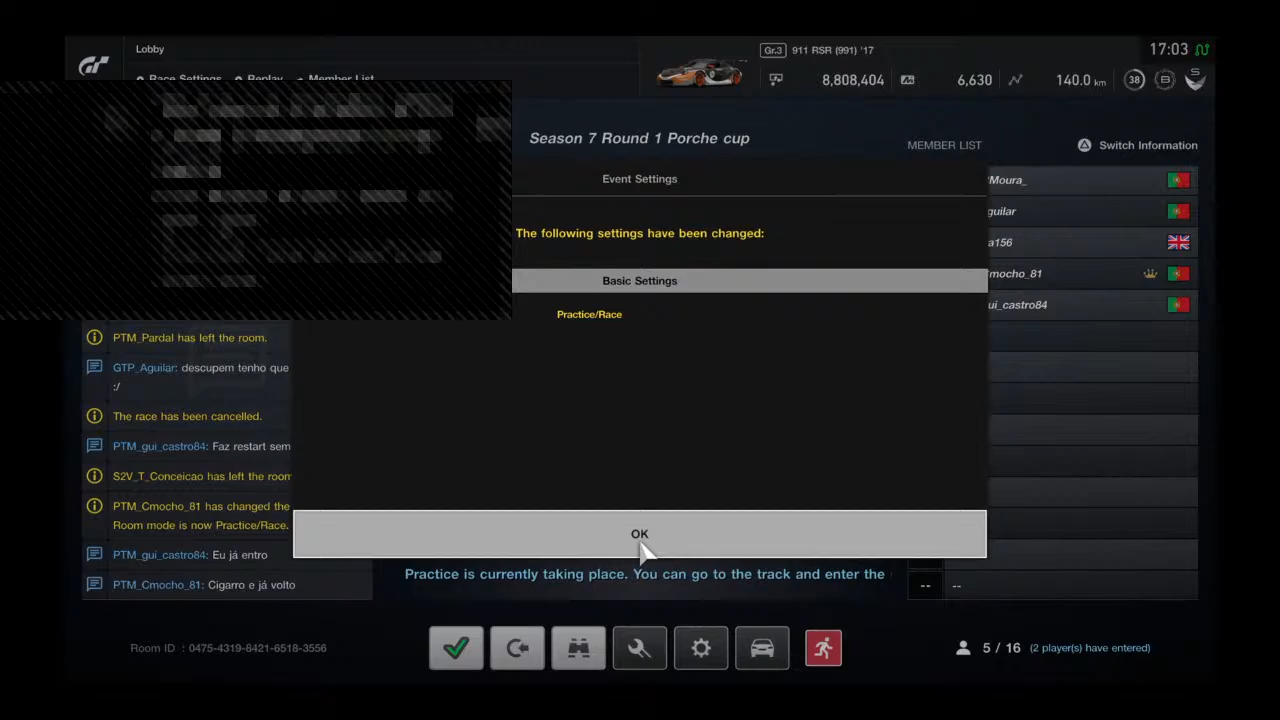 Lobby
Gr.3 911 RSR (991) '17
17:03
Race Settings Replay Member List
8,808,404
6,630
140.0 km
38
B
S
Season 7 Round 1 Porche cup
MEMBER LIST
Switch Information
Event Settings
The following settings have been changed:
Basic Settings
Practice/Race
Moura_
guilar
a156
mocho_81
ui_castro84
PTM_Pardal has left the room.
GTP_Aguilar: descupem tenho que
:/
The race has been cancelled.
PTM_gui_castro84: Faz restart sem
S2V_T_Conceicao has left the room
PTM_Cmocho_81 has changed the
Room mode is now Practice/Race.
PTM_gui_castro84: Eu já entro
PTM_Cmocho_81: Cigarro e já volto
OK
Practice is currently taking place. You can go to the track and enter the
-- --
Room ID : 0475-4319-8421-6518-3556
5 / 16 (2 player(s) have entered)